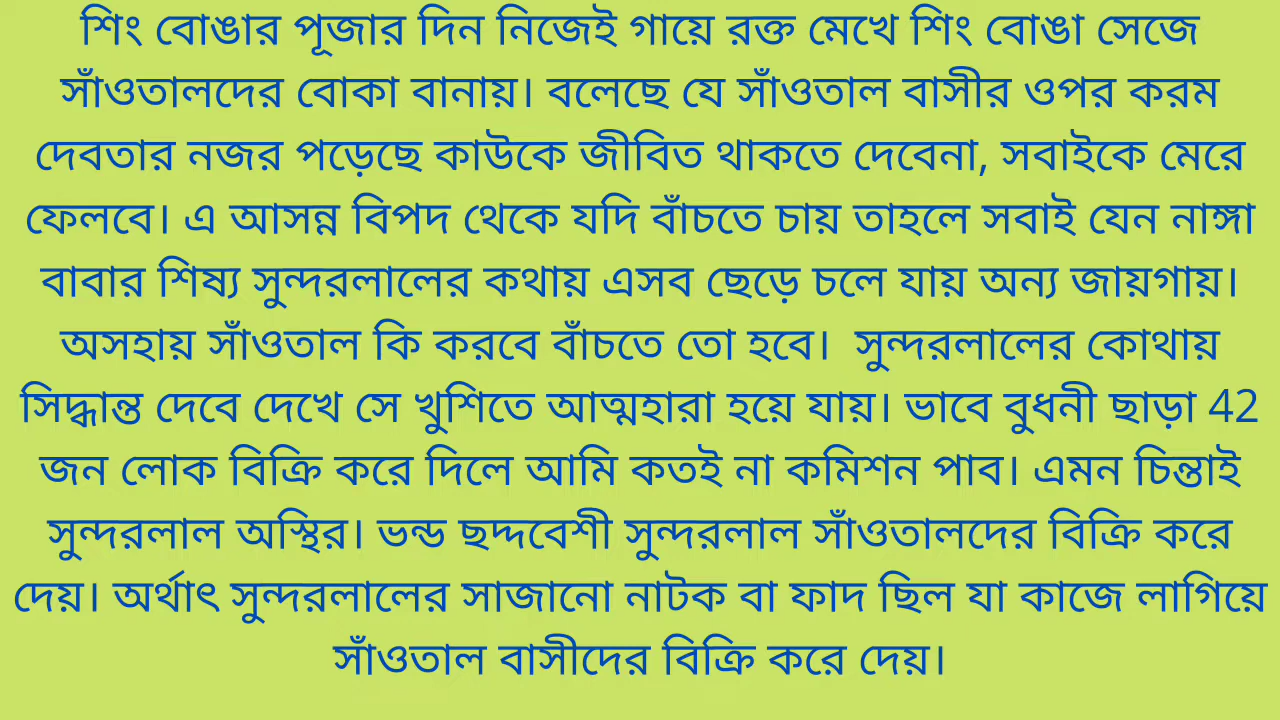 শিং বোঙার পূজার দিন নিজেই গায়ে রক্ত মেখে শিং বোঙা সেজে
সাঁওতালদের বোকা বানায়। বলেছে যে সাঁওতাল বাসীর ওপর করম
দেবতার নজর পড়েছে কাউকে জীবিত থাকতে দেবেনা, সবাইকে মেরে
ফেলবে। এ আসন্ন বিপদ থেকে যদি বাঁচতে চায় তাহলে সবাই যেন নাঙ্গা
বাবার শিষ্য সুন্দরলালের কথায় এসব ছেড়ে চলে যায় অন্য জায়গায়।
অসহায় সাঁওতাল কি করবে বাঁচতে তো হবে। সুন্দরলালের কোথায়
সিদ্ধান্ত দেবে দেখে সে খুশিতে আত্মহারা হয়ে যায়। ভাবে বুধনী ছাড়া 42
জন লোক বিক্রি করে দিলে আমি কতই না কমিশন পাব। এমন চিন্তাই
সুন্দরলাল অস্থির। ভন্ড ছদ্দবেশী সুন্দরলাল সাঁওতালদের বিক্রি করে
দেয়। অর্থাৎ সুন্দরলালের সাজানো নাটক বা ফাদ ছিল যা কাজে লাগিয়ে
সাঁওতাল বাসীদের বিক্রি করে দেয়।